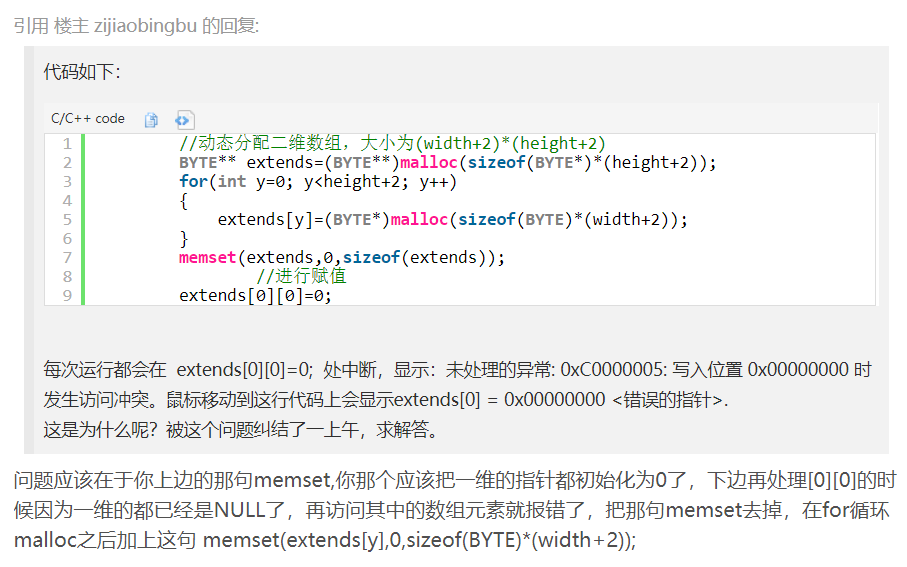 引用 楼主 zijiaobingbu 的回复:
代码如下：
C/C++ code
1 //动态分配二维数组，大小为(width+2)*(height+2)
2 BYTE** extends=(BYTE**)malloc(sizeof(BYTE*)*(height+2));
3 for(int y=0; y<height+2; y++)
4 {
5 extends[y]=(BYTE*)malloc(sizeof(BYTE)*(width+2));
6 }
7 memset(extends,0,sizeof(extends));
8 //进行赋值
9 extends[0][0]=0;
每次运行都会在 extends[0][0]=0; 处中断，显示：未处理的异常: 0xC0000005: 写入位置 0x00000000 时
发生访问冲突。鼠标移动到这行代码上会显示extends[0] = 0x00000000 <错误的指针>.
这是为什么呢？被这个问题纠结了一上午，求解答。
问题应该在于你上边的那句memset,你那个应该把一维的指针都初始化为0了，下边再处理[0][0]的时
候因为一维的都已经是NULL了，再访问其中的数组元素就报错了，把那句memset去掉，在for循环
malloc之后加上这句 memset(extends[y],0,sizeof(BYTE)*(width+2));